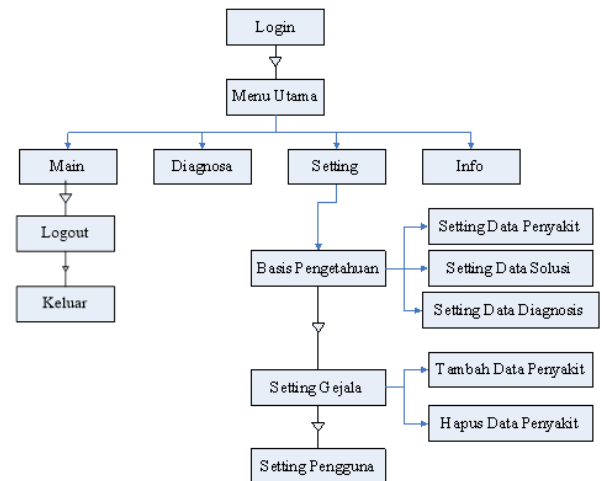 Login
Menu Utama
Main
Diagnosa
Setting
Info
Logout
Keluar
Basis Pengetahuan
Setting Data Penyakit
Setting Data Solusi
Setting Data Diagnosis
Setting Gejala
Tambah Data Penyakit
Hapus Data Penyakit
Setting Pengguna